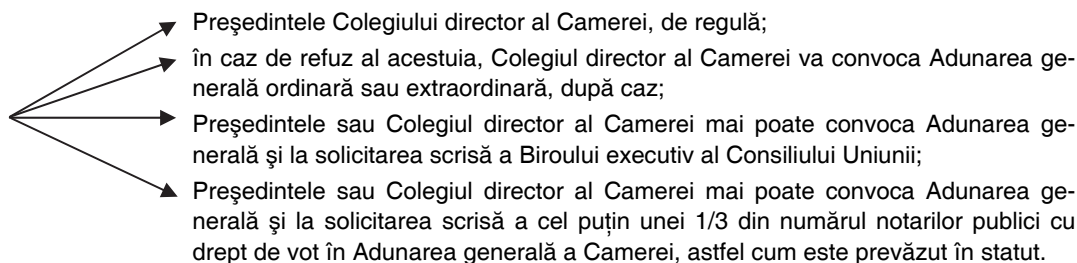 Preşedintele Colegiului director al Camerei, de regulă;
în caz de refuz al acestuia, Colegiul director al Camerei va convoca Adunarea ge-
nerală ordinară sau extraordinară, după caz;
Preşedintele sau Colegiul director al Camerei mai poate convoca Adunarea ge-
nerală şi la solicitarea scrisă a Biroului executiv al Consiliului Uniunii;
Preşedintele sau Colegiul director al Camerei mai poate convoca Adunarea ge-
nerală şi la solicitarea scrisă a cel puţin unei 1/3 din numărul notarilor publici cu
drept de vot în Adunarea generală a Camerei, astfel cum este prevăzut în statut.